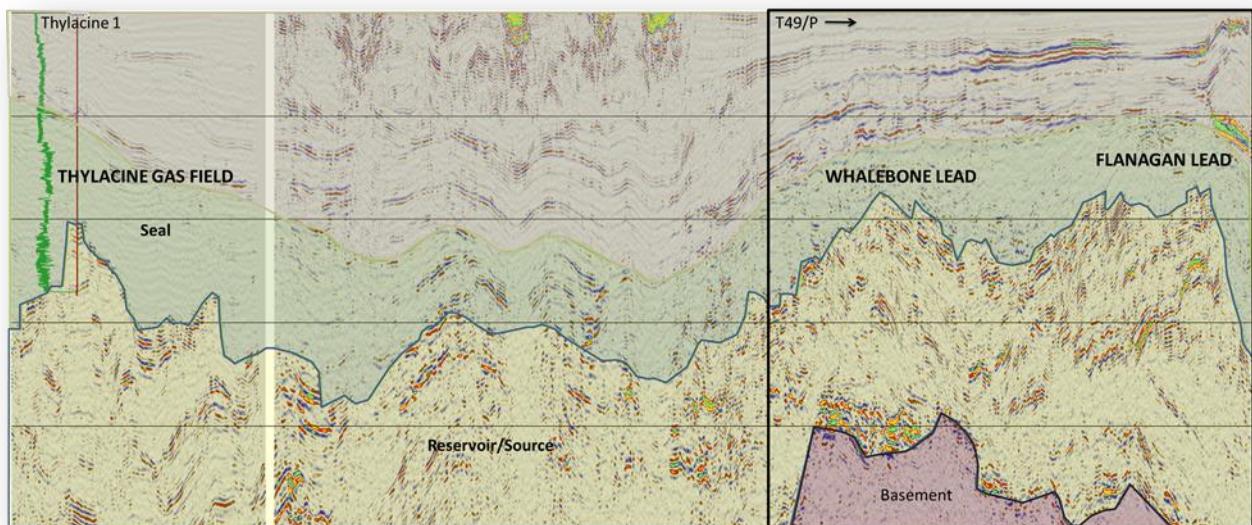 Thylacine 1
T49/P
THYLACINE GAS FIELD
WHALEBONE LEAD
FLANAGAN LEAD
Seal
Reservoir/Source
Basement